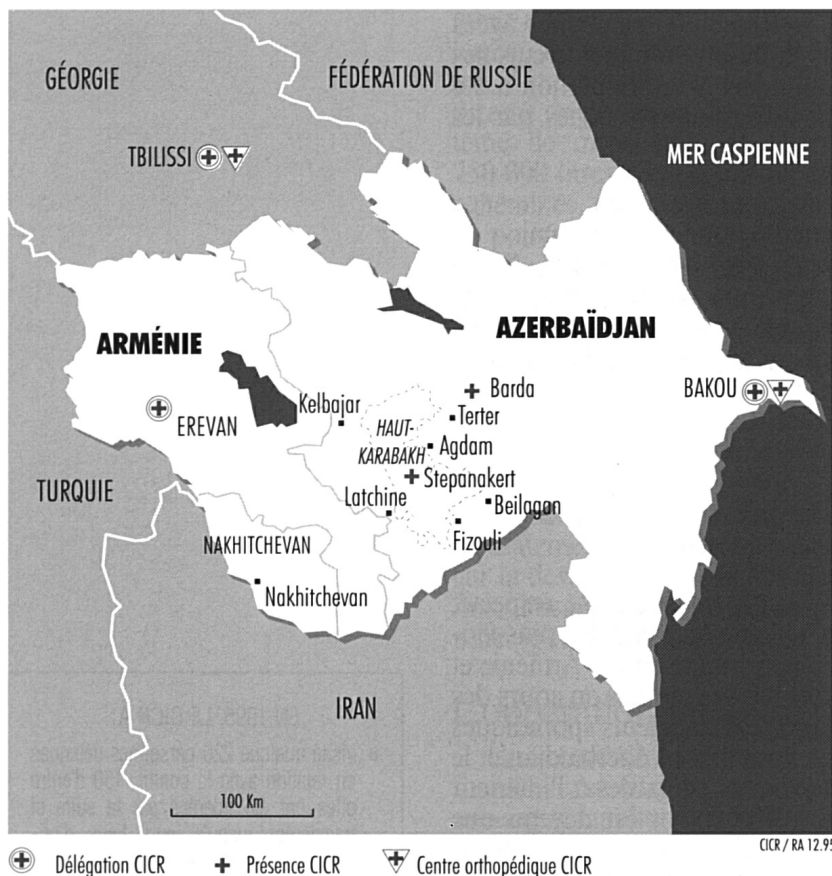 GÉORGIE
FÉDÉRATION DE RUSSIE
TBILISSI
MER CASPIENNE
ARMÉNIE
AZERBAÏDJAN
Barda
BAKOU
Kelbajar
Terter
EREVAN
HAUT-
KARABAKH
Agdam
Stepanakert
TURQUIE
Latchine
Beilagan
Fizouli
NAKHITCHEVAN
Nakhitchevan
IRAN
100 Km
CICR / RA 12.95
Délégation CICR
Présence CICR
Centre orthopédique CICR